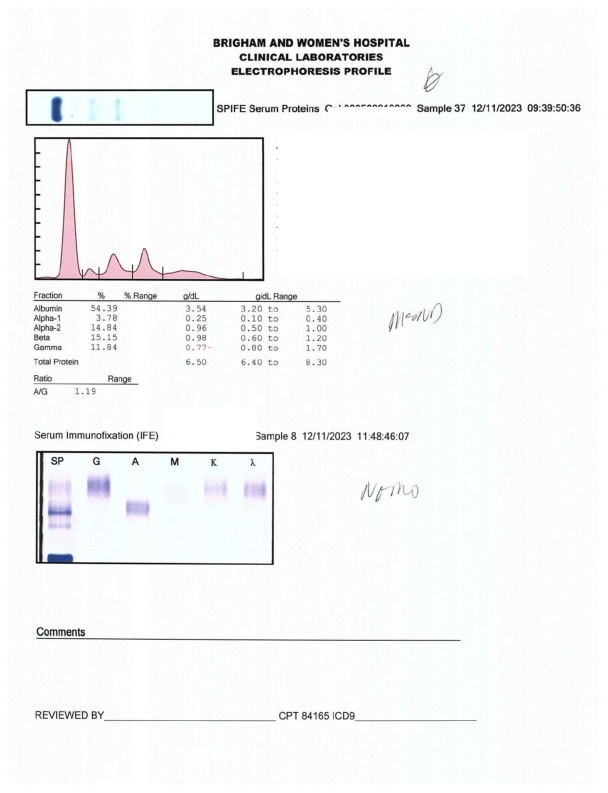 BRIGHAM AND WOMEN'S HOSPITAL
CLINICAL LABORATORIES
ELECTROPHORESIS PROFILE
SPIFE Serum Proteins Sample 37 12/11/2023 09:39:50:36
Fraction % % Range g/dL g/dL Range
Albumin 54.39 3.54 3.20 to 5.30
Alpha-1 3.78 0.25 0.10 to 0.40
Alpha-2 14.84 0.96 0.50 to 1.00
Beta 15.15 0.98 0.60 to 1.20
Gamma 11.84 0.77- 0.80 to 1.70
Total Protein 6.50 6.40 to 8.30
Ratio Range
A/G 1.19
Serum Immunofixation (IFE) Sample 8 12/11/2023 11:48:46:07
SP G A M K λ
Comments
REVIEWED BY CPT 84165 ICD9